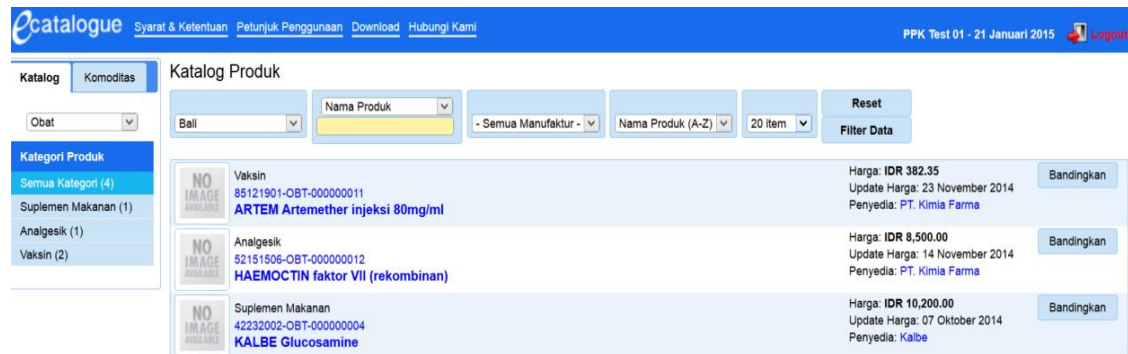 ecatalogue Syarat & Ketentuan Petunjuk Penggunaan Download Hubungi Kami
PPK Test 01 - 21 Januari 2015 Logout
Katalog Komoditas
Obat
Kategori Produk
Semua Kategori (4)
Suplemen Makanan (1)
Analgesik (1)
Vaksin (2)
Katalog Produk
Bali
Nama Produk
- Semua Manufaktur -
Nama Produk (A-Z)
20 item
Reset
Filter Data
NO
IMAGE
AVAILABLE
Vaksin
85121901-OBT-000000011
ARTEM Artemether injeksi 80mg/ml
Harga: IDR 382.35
Update Harga: 23 November 2014
Penyedia: PT. Kimia Farma
Bandingkan
NO
IMAGE
AVAILABLE
Analgesik
52151506-OBT-000000012
HAEMOCTIN faktor VII (rekombinan)
Harga: IDR 8,500.00
Update Harga: 14 November 2014
Penyedia: PT. Kimia Farma
Bandingkan
NO
IMAGE
AVAILABLE
Suplemen Makanan
42232002-OBT-000000004
KALBE Glucosamine
Harga: IDR 10,200.00
Update Harga: 07 Oktober 2014
Penyedia: Kalbe
Bandingkan